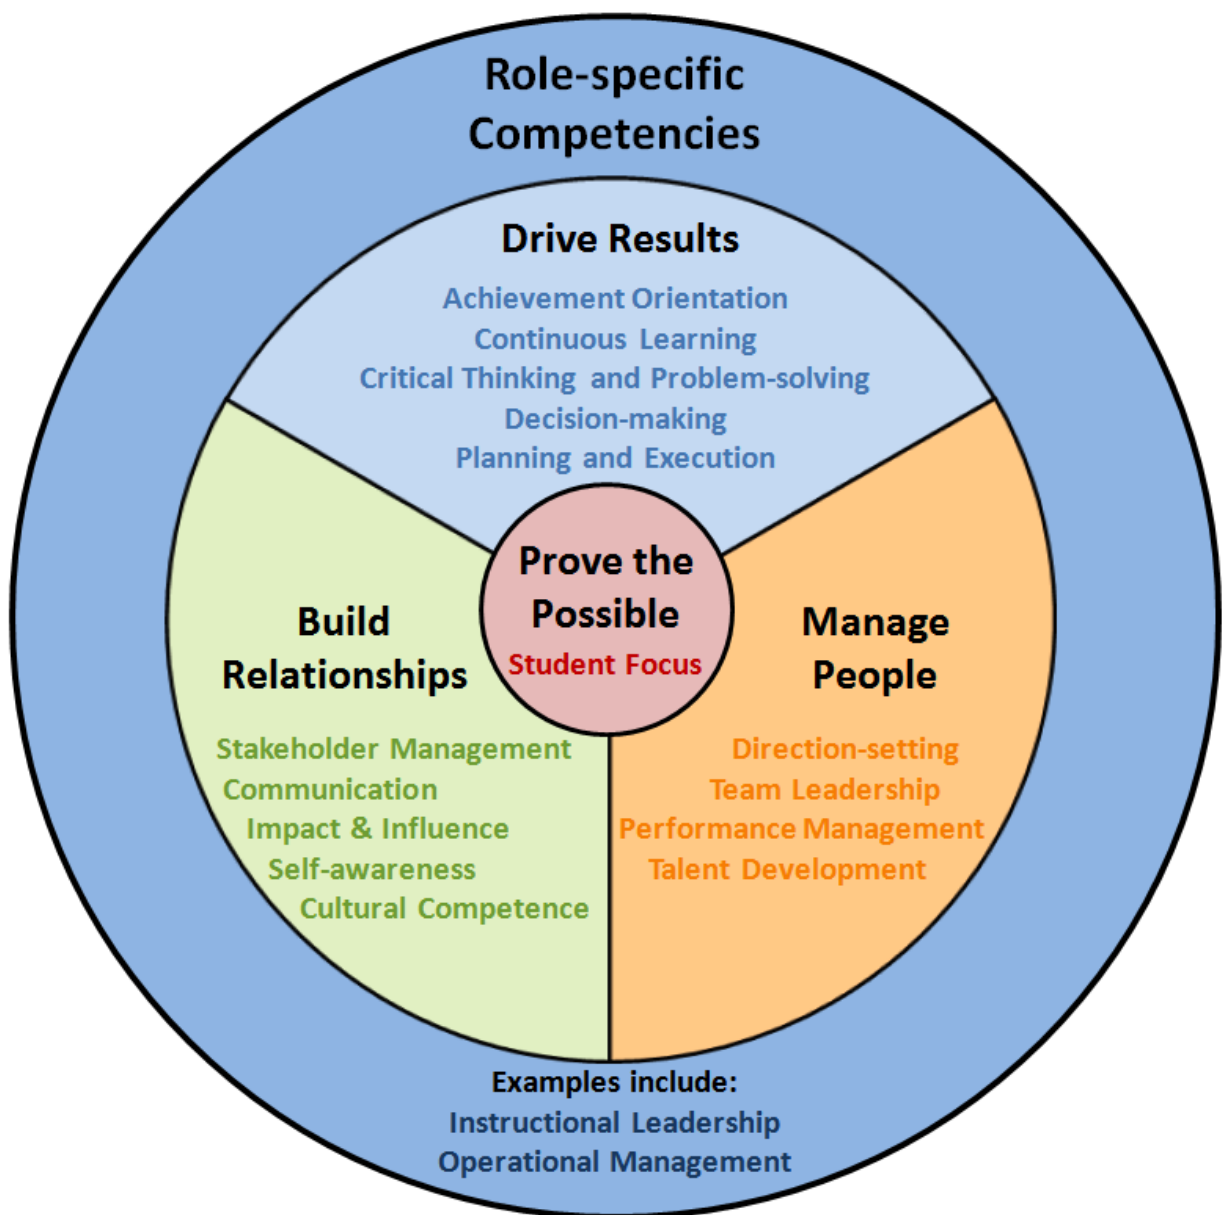 Role-specific
Competencies
Drive Results
Achievement Orientation
Continuous Learning
Critical Thinking and Problem-solving
Decision-making
Planning and Execution
Prove the
Possible
Student Focus
Build
Relationships
Stakeholder Management
Communication
Impact & Influence
Self-awareness
Cultural Competence
Manage
People
Direction-setting
Team Leadership
Performance Management
Talent Development
Examples include:
Instructional Leadership
Operational Management